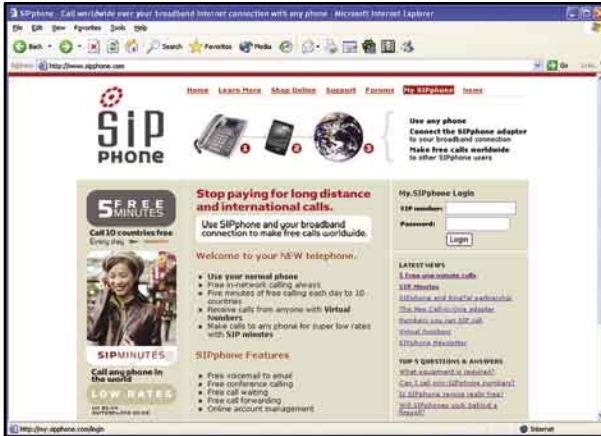 SIPphone - Call worldwide over your broadband Internet connection with any phone - Microsoft Internet Explorer
File Edit View Favorites Tools Help
Back Search Favorites Media
Address http://www.sipphone.com Go Links
Home Learn More Shop Online Support Forums My SIPphone News
SiP
PHONE
1 2 3
Use any phone
Connect the SIPphone adapter
to your broadband connection
Make free calls worldwide
to other SIPphone users
5 FREE
MINUTES
Call 10 countries free
Every day
SIPMINUTES
Call any phone in
the world
LOW RATES
Stop paying for long distance
and international calls.
Use SIPphone and your broadband
connection to make free calls worldwide.
Welcome to your NEW telephone.
Use your normal phone
Free in-network calling always
Five minutes of free calling each day to 10
countries
Receive calls from anyone with Virtual
Numbers
Make calls to any phone for super low rates
with SIP minutes
SIPphone Features
Free voicemail to email
Free conference calling
Free call waiting
Free call forwarding
Online account management
My.SIPphone Login
SIP number:
Password:
Login
LATEST NEWS
5 Free one minute calls
SIP Minutes
SIPphone and partnership
The New Call-in-One adapter
Numbers you can SIP call
Virtual Numbers
SIPphone Newsletter
TOP 5 QUESTIONS & ANSWERS
What equipment is required?
Can I call non-SIPphone numbers?
Is SIPphone service really free?
Will SIPphones work behind a
firewall?
http://my.sipphone.com/login Internet